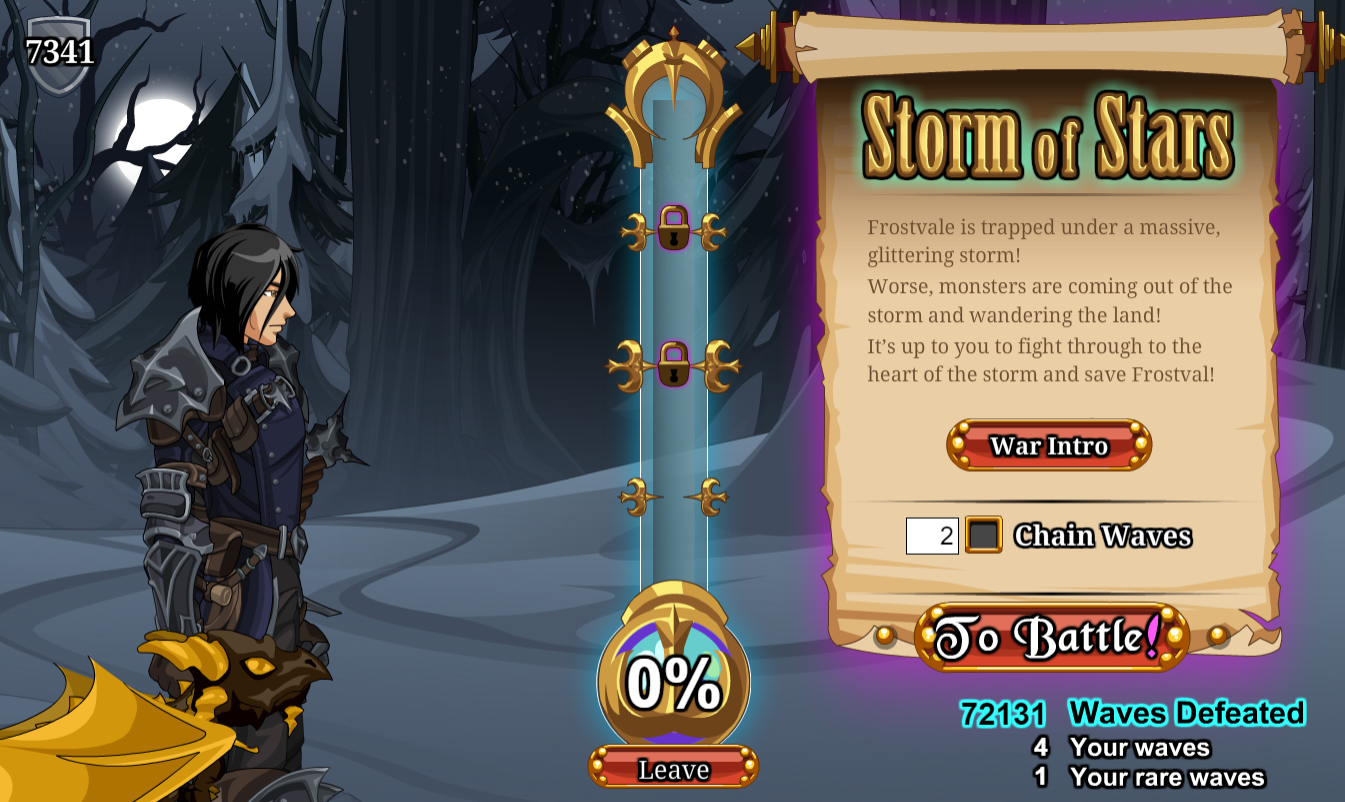 7341
Storm of Stars
Frostvale is trapped under a massive,
glittering storm!
Worse, monsters are coming out of the
storm and wandering the land!
It’s up to you to fight through to the
heart of the storm and save Frostval!
War Intro
2 Chain Waves
To Battle!
0%
Leave
72131 Waves Defeated
4 Your waves
1 Your rare waves